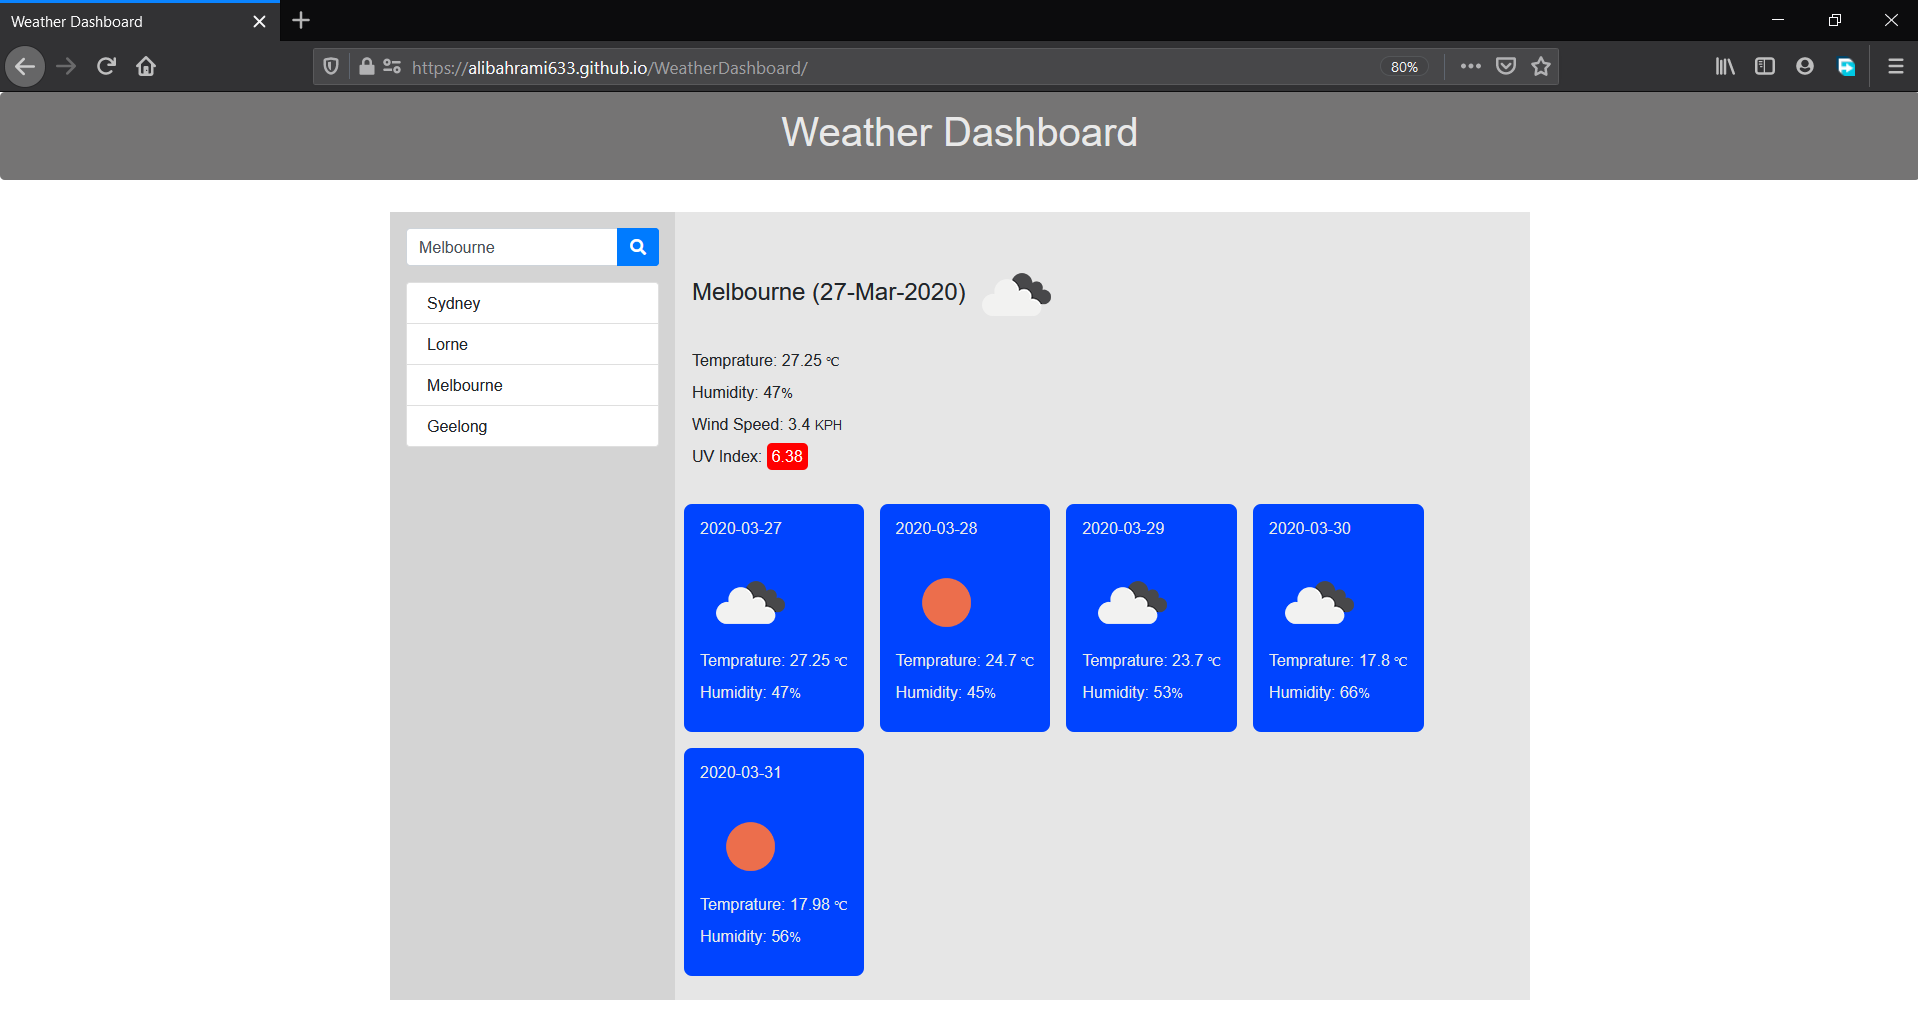 Weather Dashboard
https://alibahrami633.github.io/WeatherDashboard/
80%
Weather Dashboard
Melbourne
Sydney
Lorne
Melbourne
Geelong
Melbourne (27-Mar-2020)
Temprature: 27.25 °C
Humidity: 47%
Wind Speed: 3.4 KPH
UV Index: 6.38
2020-03-27
Temprature: 27.25 °C
Humidity: 47%
2020-03-28
Temprature: 24.7 °C
Humidity: 45%
2020-03-29
Temprature: 23.7 °C
Humidity: 53%
2020-03-30
Temprature: 17.8 °C
Humidity: 66%
2020-03-31
Temprature: 17.98 °C
Humidity: 56%